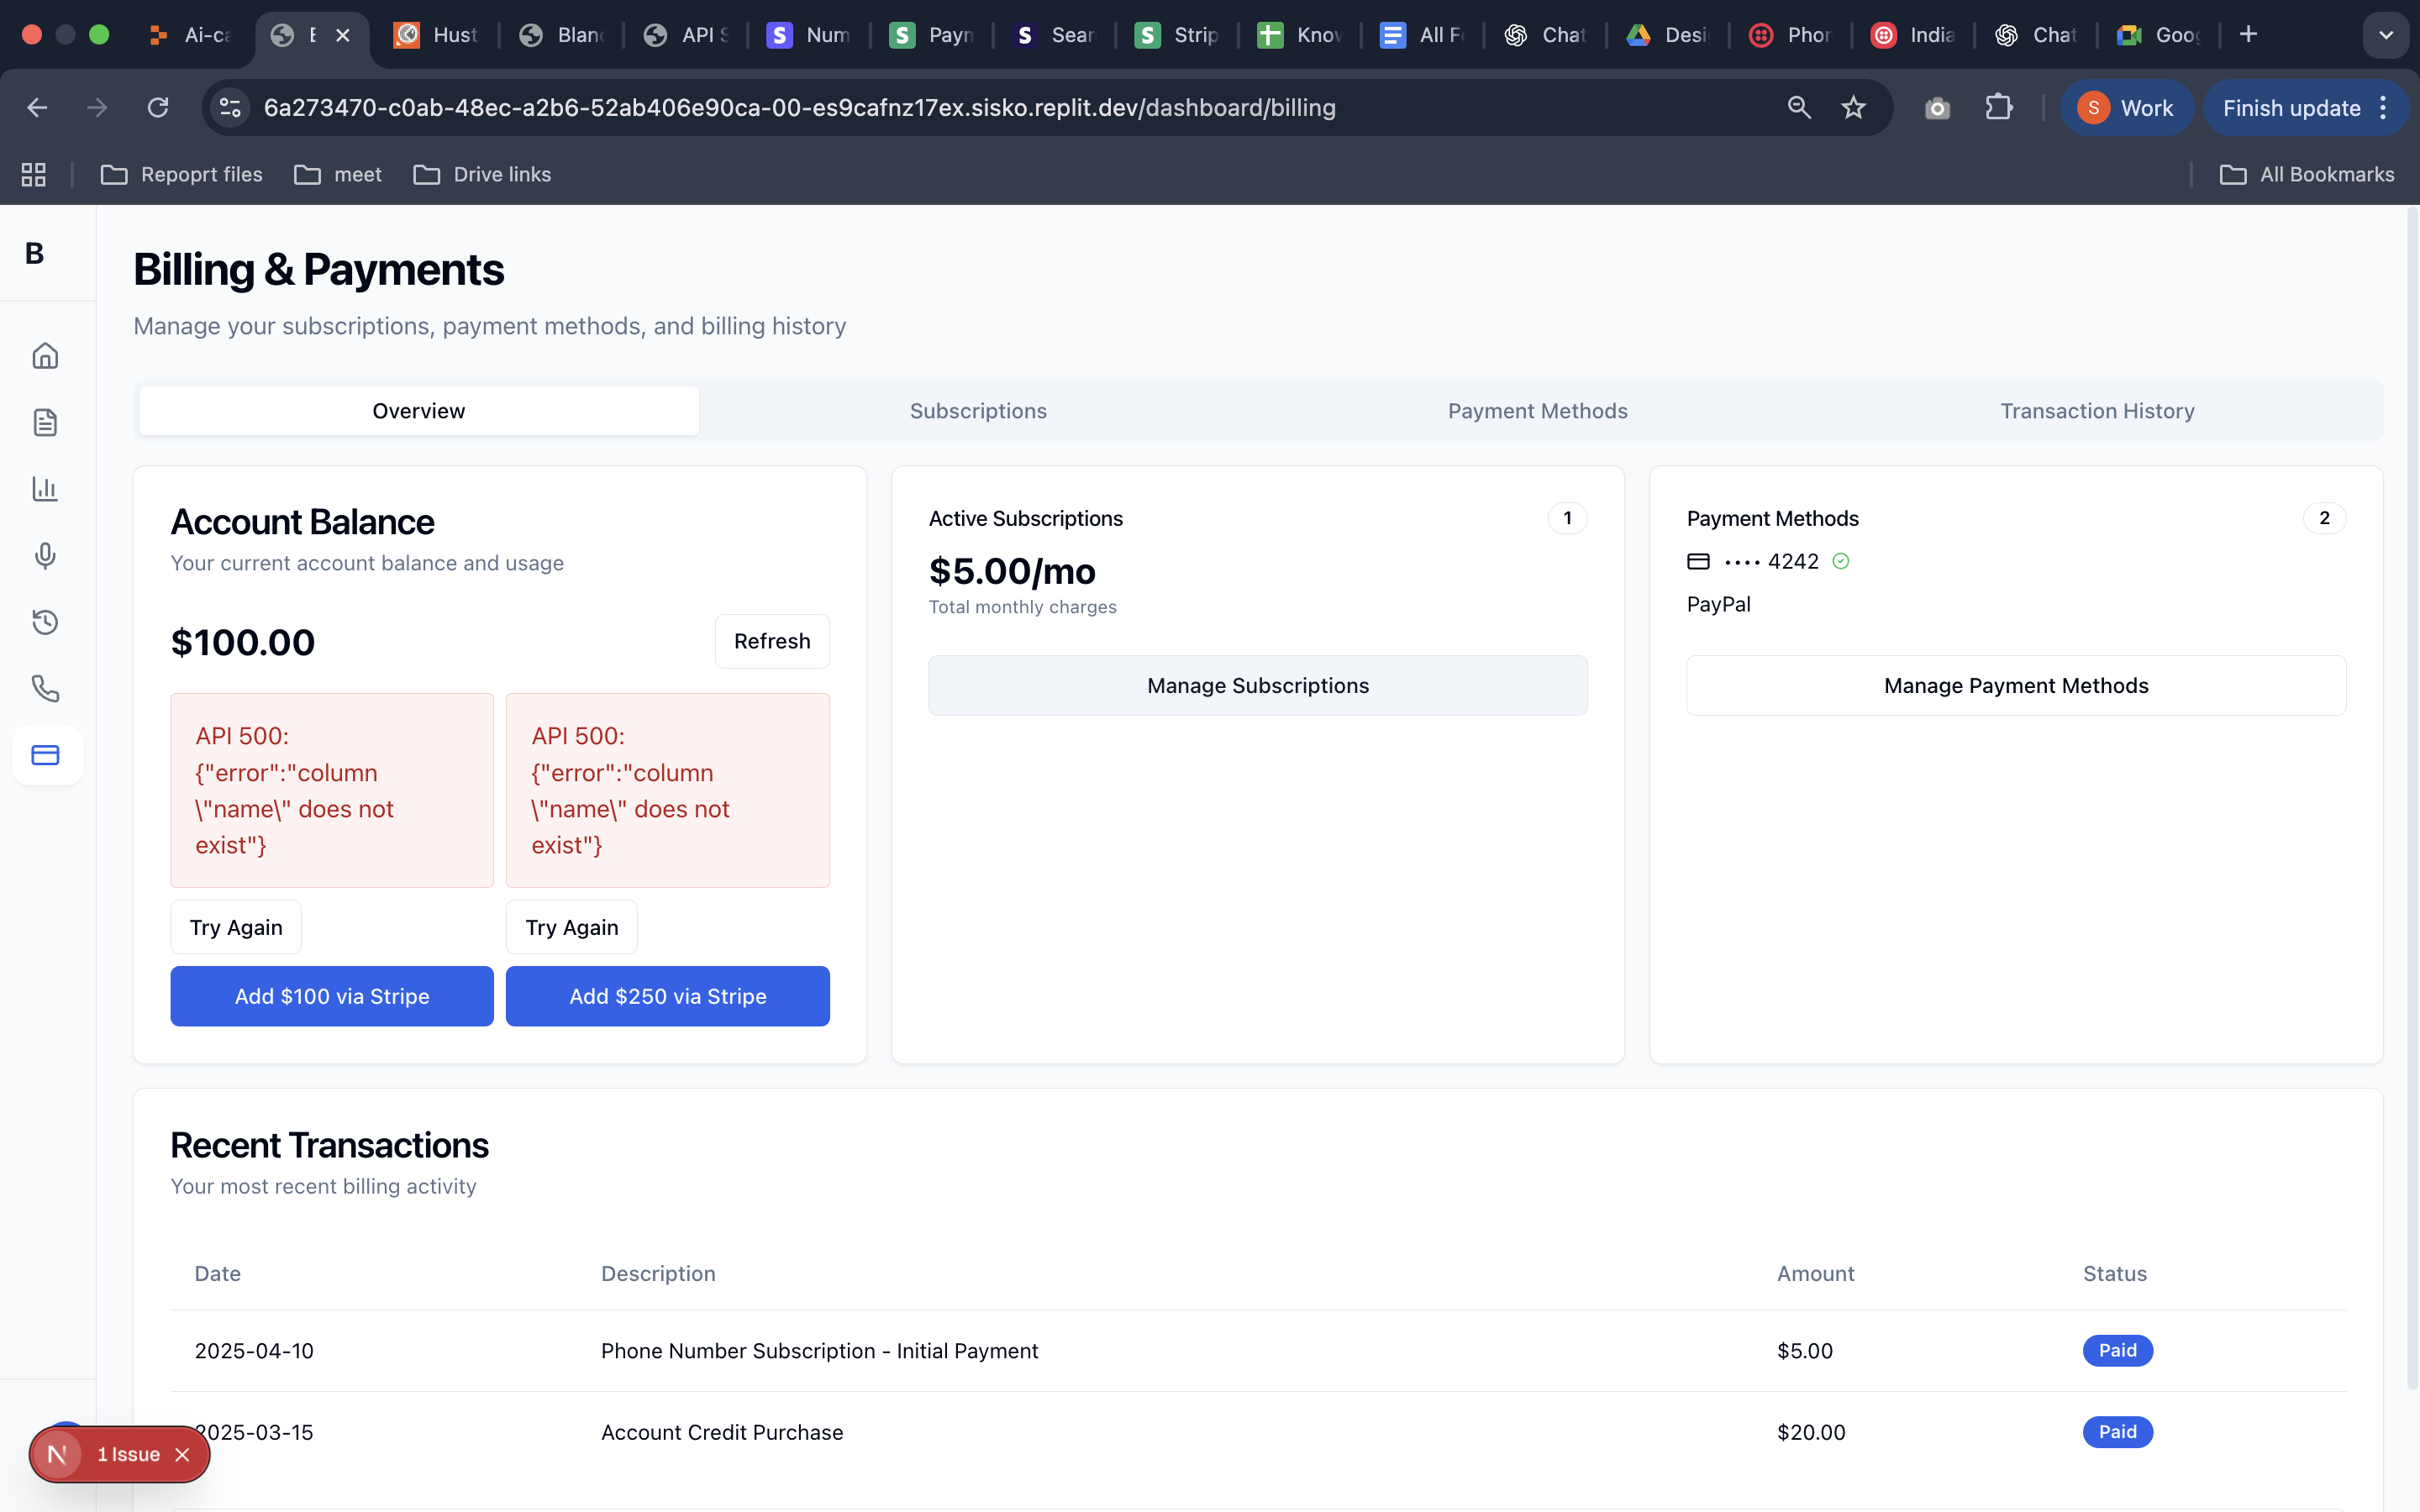 Ai-ca
E
Hust
Blan
API S
Num
Paym
Sear
Strip
Know
All F
Chat
Desi
Phor
India
Chat
Goog
6a273470-c0ab-48ec-a2b6-52ab406e90ca-00-es9cafnz17ex.sisko.replit.dev/dashboard/billing
S Work
Finish update
Repoprt files
meet
Drive links
All Bookmarks
B
Billing & Payments
Manage your subscriptions, payment methods, and billing history
Overview
Subscriptions
Payment Methods
Transaction History
Account Balance
Your current account balance and usage
$100.00
Refresh
API 500:
{"error":"column
\"name\" does not
exist"}
Try Again
Add $100 via Stripe
API 500:
{"error":"column
\"name\" does not
exist"}
Try Again
Add $250 via Stripe
Active Subscriptions
1
$5.00/mo
Total monthly charges
Manage Subscriptions
Payment Methods
2
•••• 4242
PayPal
Manage Payment Methods
Recent Transactions
Your most recent billing activity
Date Description Amount Status
2025-04-10 Phone Number Subscription - Initial Payment $5.00 Paid
2025-03-15 Account Credit Purchase $20.00 Paid
N 1 Issue